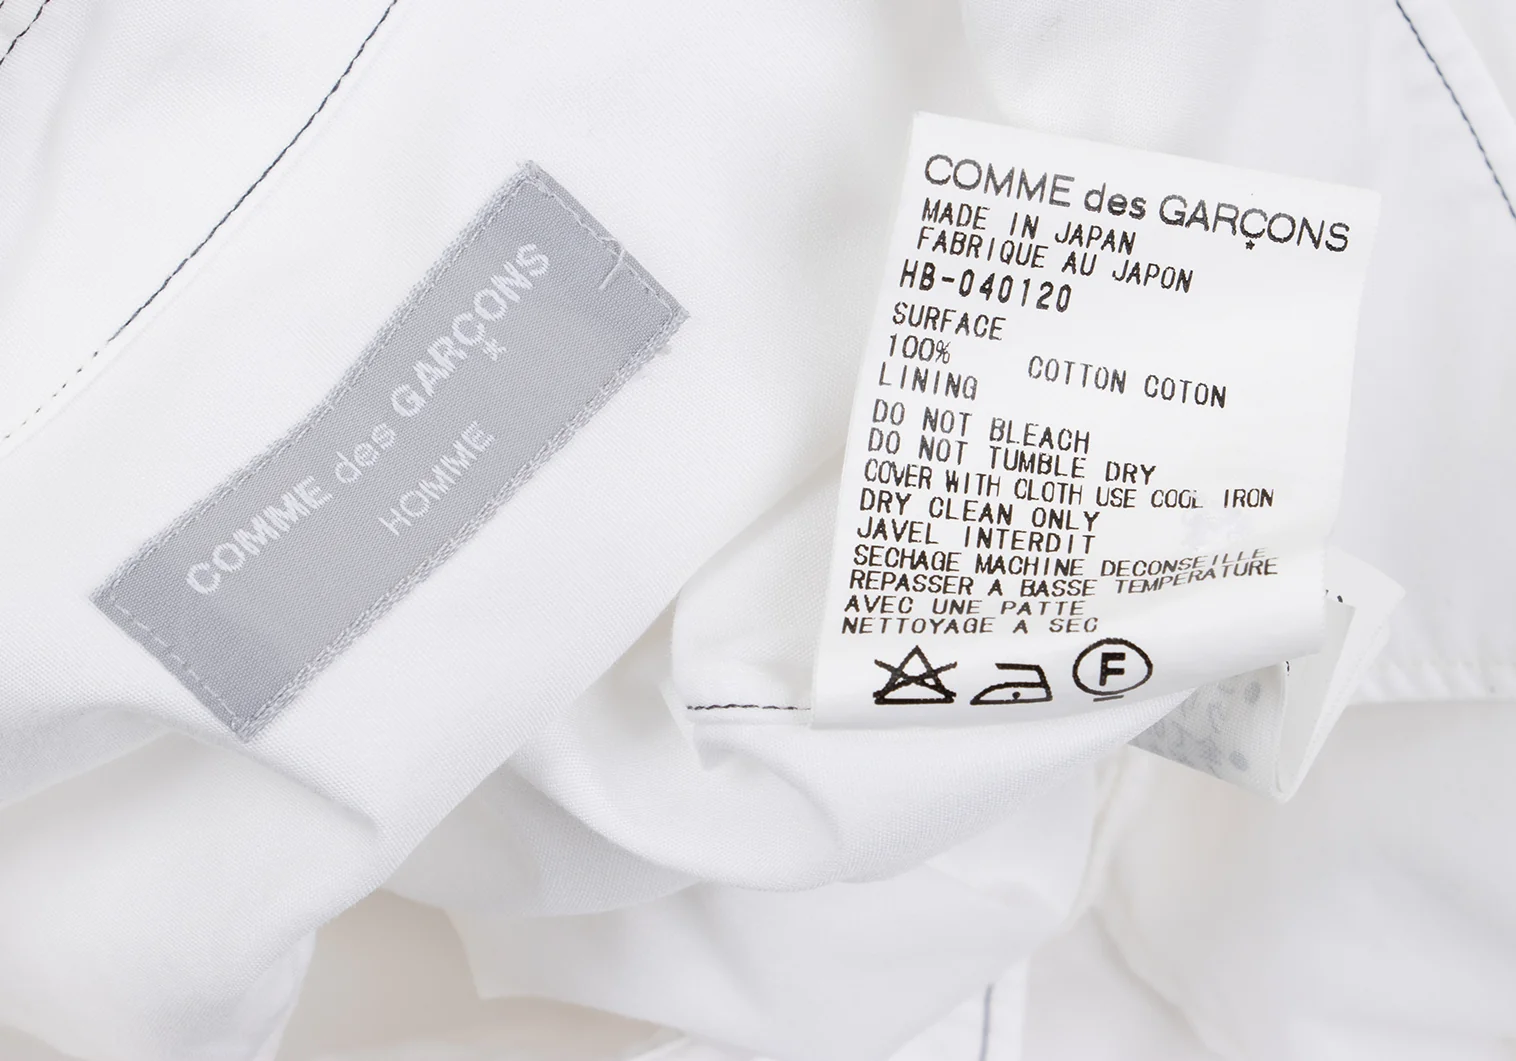 COMME des GARÇONS
HOMME
COMME des GARÇONS
MADE IN JAPAN
FABRIQUE AU JAPON
HB-040120
SURFACE
100% COTTON COTON
LINING
DO NOT BLEACH
DO NOT TUMBLE DRY
COVER WITH CLOTH USE COOL IRON
DRY CLEAN ONLY
JAVEL INTERDIT
SECHAGE MACHINE DECONSEILLE
REPASSER A BASSE TEMPERATURE
AVEC UNE PATTE
NETTOYAGE A SEC
F